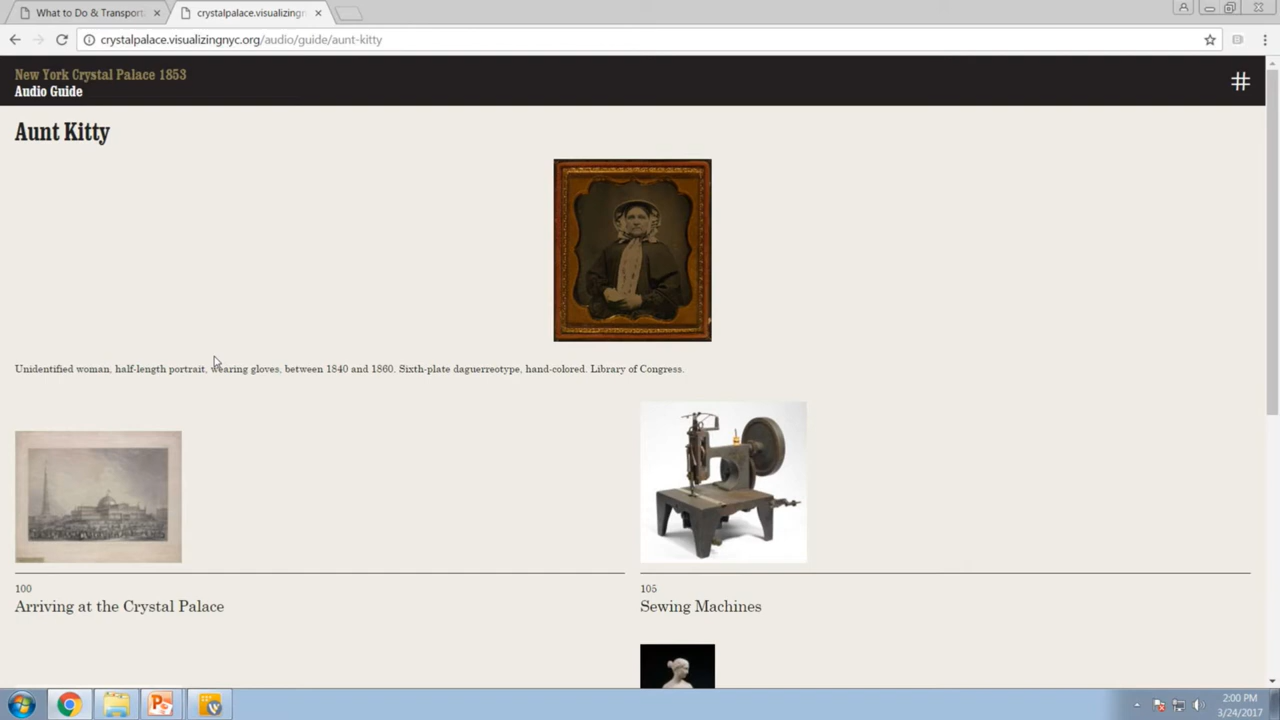 What to Do & Transport
crystalpalace.visualizingn
crystalpalace.visualizingnyc.org/audio/guide/aunt-kitty
New York Crystal Palace 1853
Audio Guide
#
Aunt Kitty
Unidentified woman, half-length portrait, wearing gloves, between 1840 and 1860. Sixth-plate daguerreotype, hand-colored. Library of Congress.
100
Arriving at the Crystal Palace
105
Sewing Machines
2:00 PM
3/24/2017